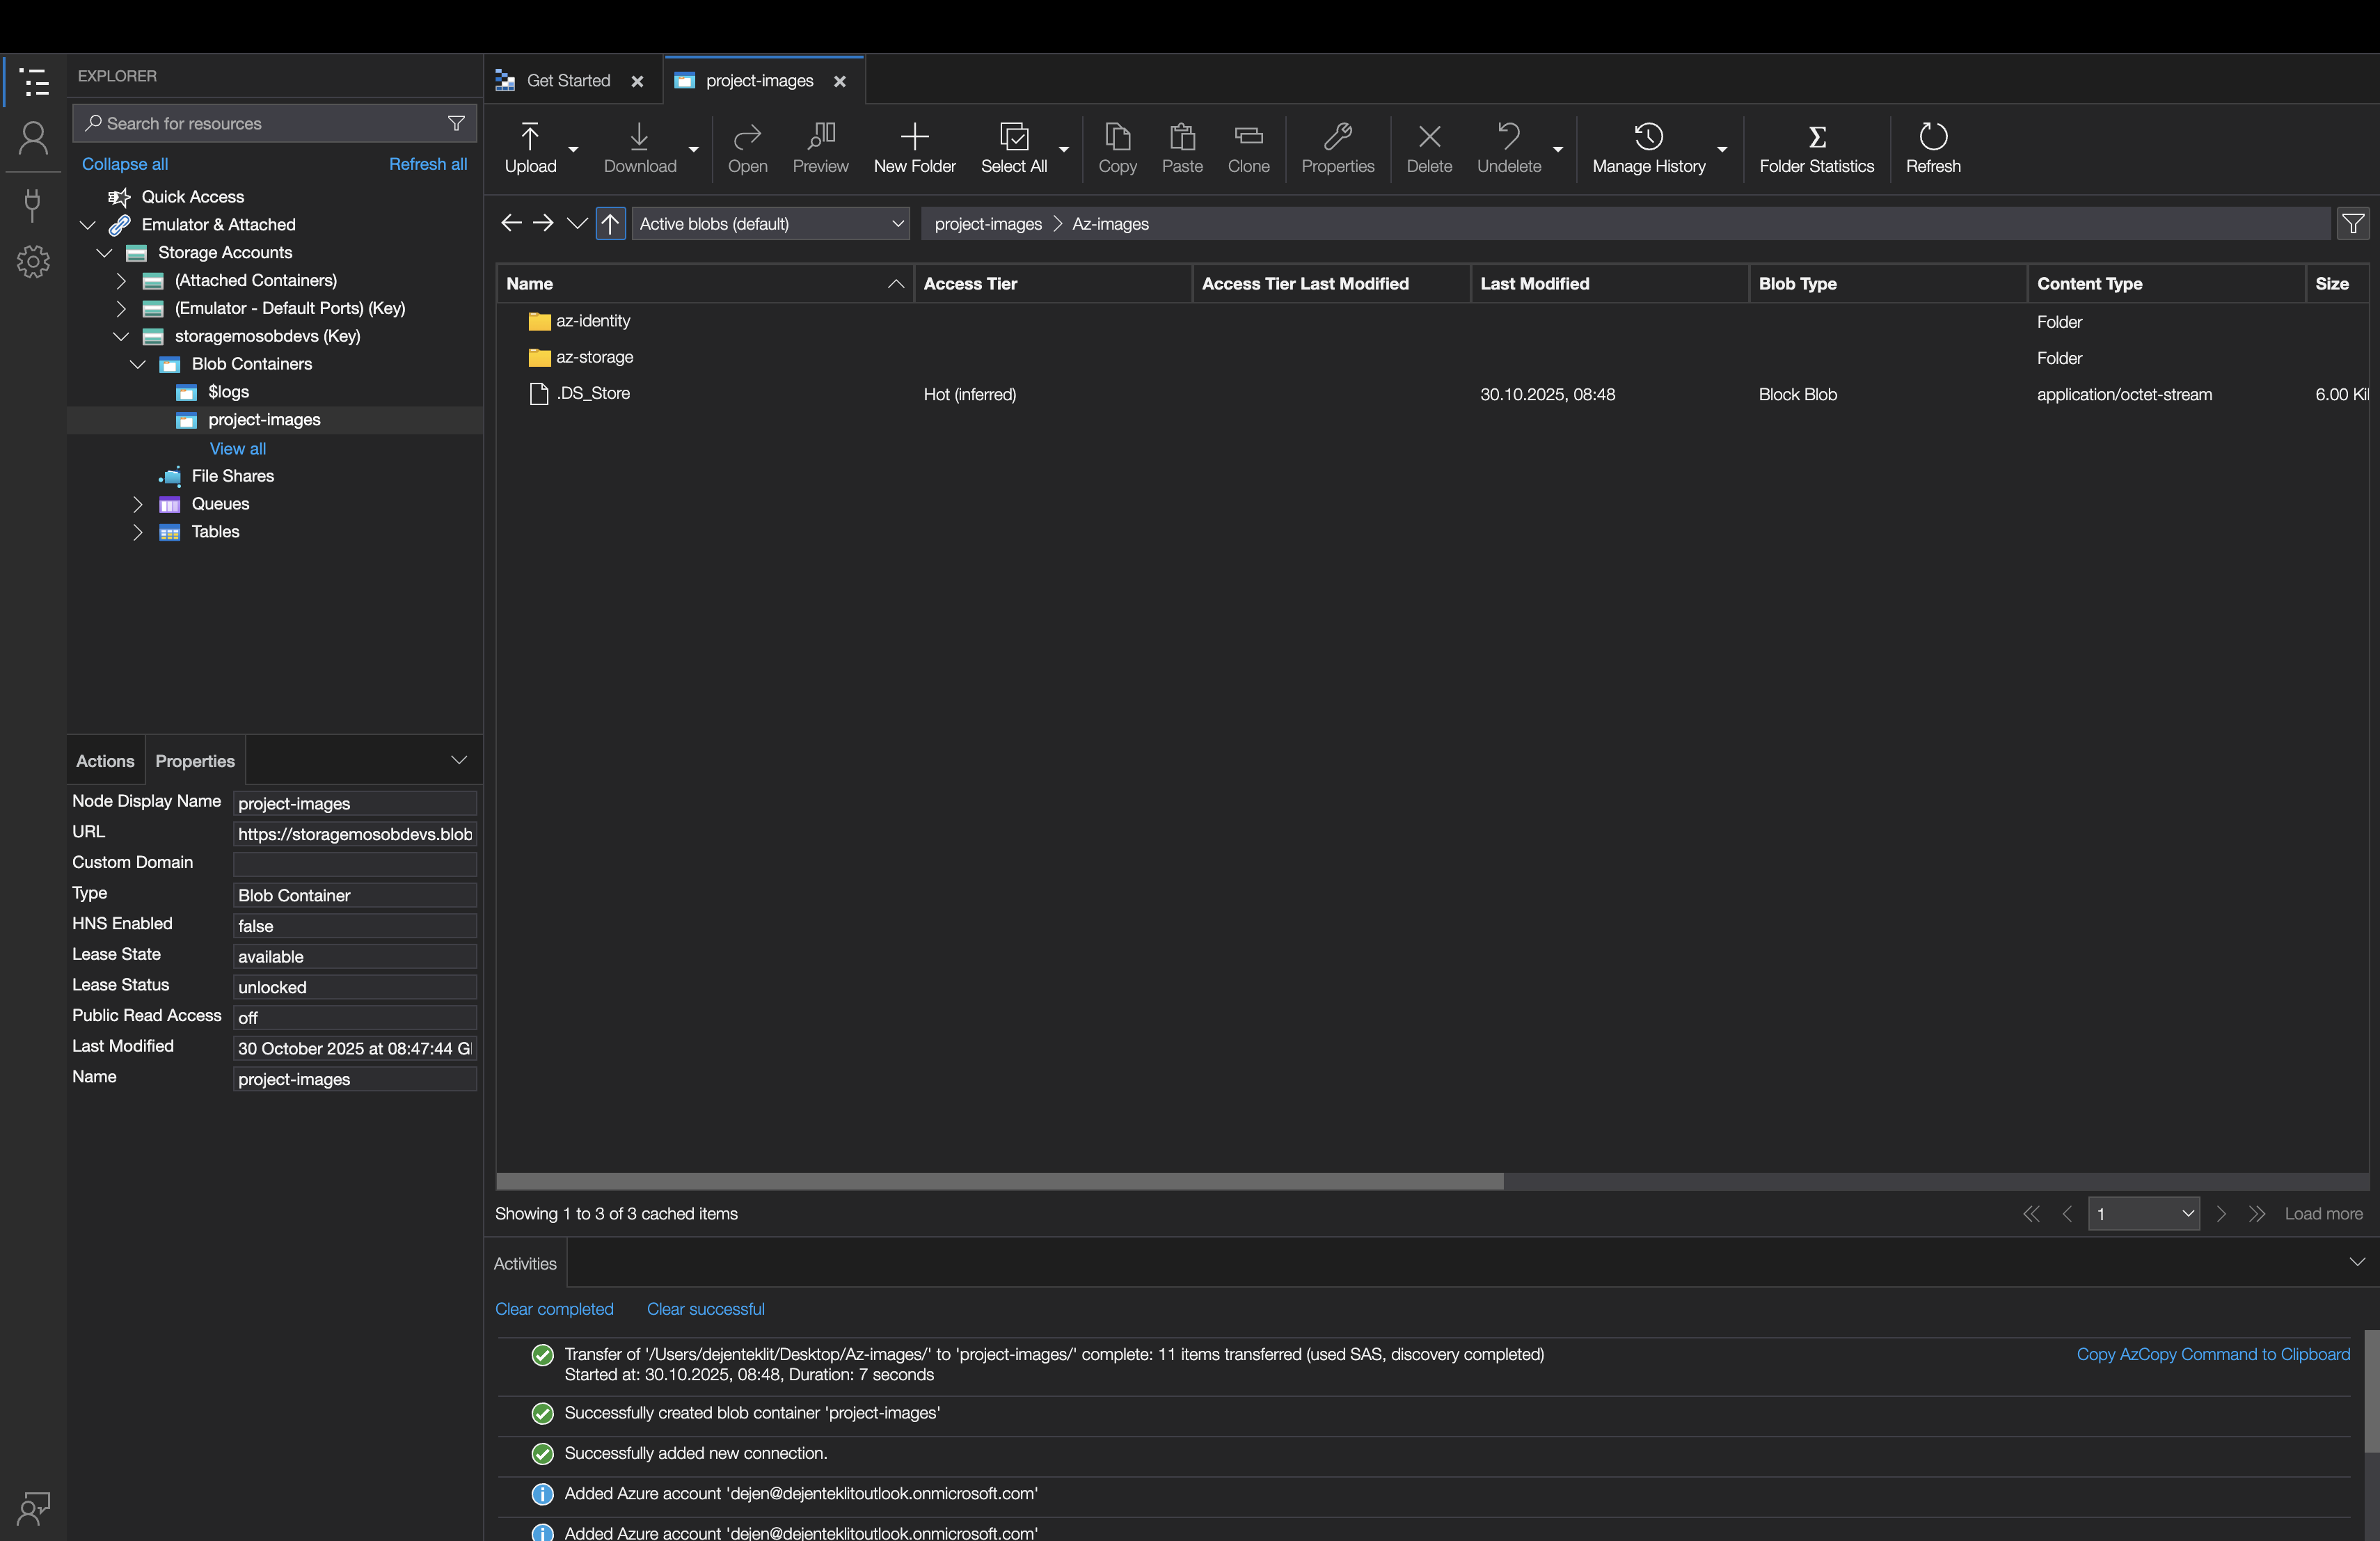 EXPLORER
Search for resources
Collapse all Refresh all
Quick Access
Emulator & Attached
Storage Accounts
(Attached Containers)
(Emulator - Default Ports) (Key)
storagemosobdevs (Key)
Blob Containers
$logs
project-images
View all
File Shares
Queues
Tables
Actions Properties
Node Display Name project-images
URL https://storagemosobdevs.blob
Custom Domain
Type Blob Container
HNS Enabled false
Lease State available
Lease Status unlocked
Public Read Access off
Last Modified 30 October 2025 at 08:47:44 G
Name project-images
Get Started project-images
Upload Download Open Preview New Folder Select All Copy Paste Clone Properties Delete Undelete Manage History Folder Statistics Refresh
Active blobs (default) project-images Az-images
Name Access Tier Access Tier Last Modified Last Modified Blob Type Content Type Size
az-identity Folder
az-storage Folder
.DS_Store Hot (inferred) 30.10.2025, 08:48 Block Blob application/octet-stream 6.00 Ki
Showing 1 to 3 of 3 cached items 1 Load more
Activities
Clear completed Clear successful
Transfer of '/Users/dejenteklit/Desktop/Az-images/' to 'project-images/' complete: 11 items transferred (used SAS, discovery completed) Copy AzCopy Command to Clipboard
Started at: 30.10.2025, 08:48, Duration: 7 seconds
Successfully created blob container 'project-images'
Successfully added new connection.
Added Azure account 'dejen@dejenteklitoutlook.onmicrosoft.com'
Added Azure account 'dejen@dejenteklitoutlook.onmicrosoft.com'